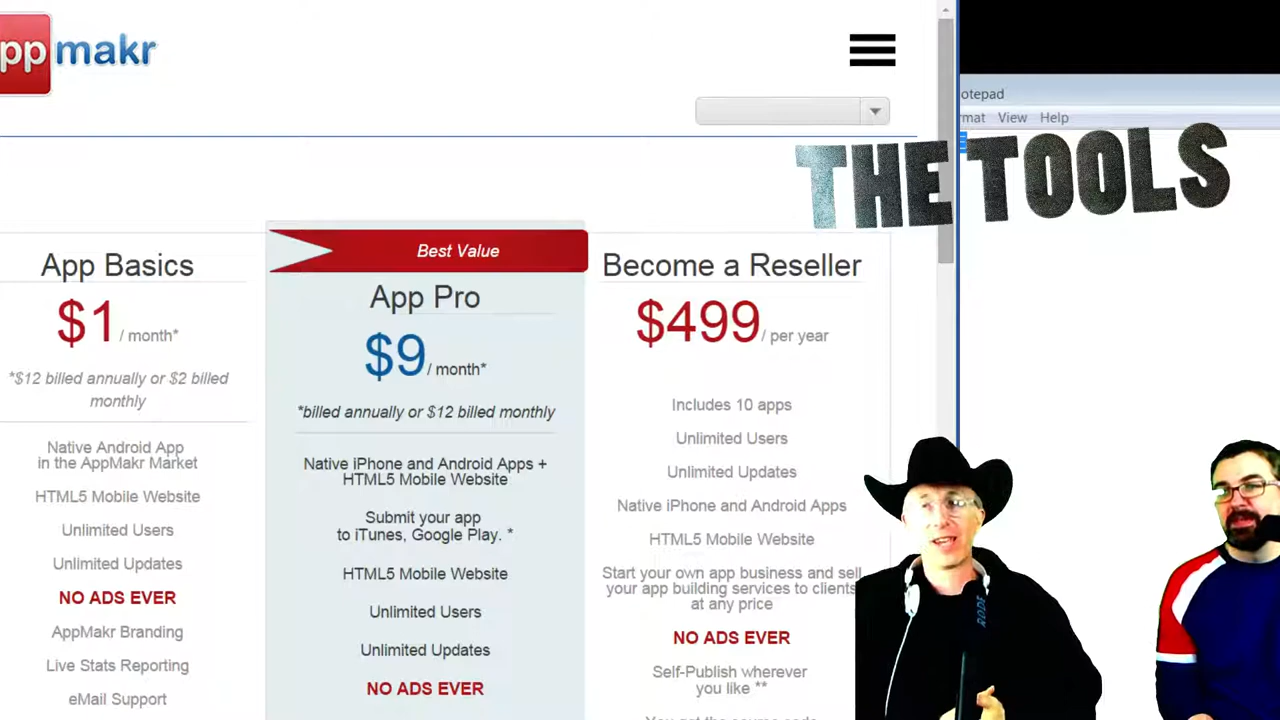 pp makr
otepad
rmat View Help
THE TOOLS
App Basics
$1 / month*
*$12 billed annually or $2 billed
monthly
Native Android App
in the AppMakr Market
HTML5 Mobile Website
Unlimited Users
Unlimited Updates
NO ADS EVER
AppMakr Branding
Live Stats Reporting
eMail Support
Best Value
App Pro
$9 / month*
*billed annually or $12 billed monthly
Native iPhone and Android Apps +
HTML5 Mobile Website
Submit your app
to iTunes, Google Play. *
HTML5 Mobile Website
Unlimited Users
Unlimited Updates
NO ADS EVER
Become a Reseller
$499 / per year
Includes 10 apps
Unlimited Users
Unlimited Updates
Native iPhone and Android Apps
HTML5 Mobile Website
Start your own app business and sell
your app building services to clients
at any price
NO ADS EVER
Self-Publish wherever
you like **
RODE